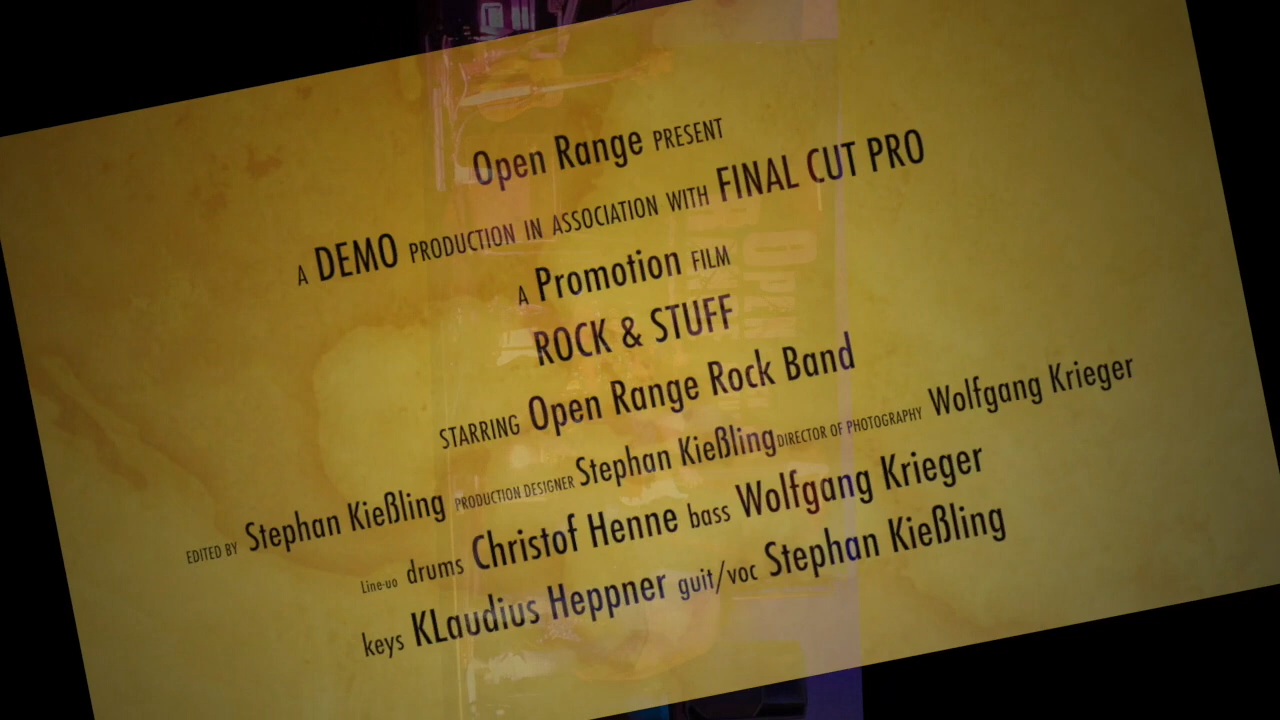 Open Range PRESENT
A DEMO PRODUCTION IN ASSOCIATION WITH FINAL CUT PRO
A Promotion FILM
ROCK & STUFF
STARRING Open Range Rock Band
EDITED BY Stephan Kießling PRODUCTION DESIGNER Stephan Kießling DIRECTOR OF PHOTOGRAPHY Wolfgang Krieger
Line-uo drums Christof Henne bass Wolfgang Krieger
keys KLaudius Heppner guit/voc Stephan Kießling
OPEN